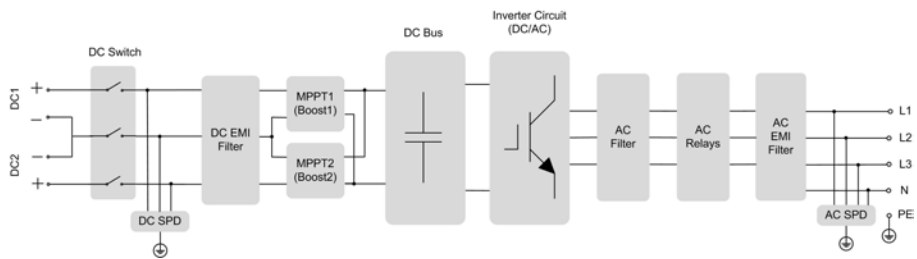 Inverter Circuit
(DC/AC)
DC Bus
DC Switch
DC1
+
−
DC2
−
+
DC SPD
DC EMI
Filter
MPPT1
(Boost1)
MPPT2
(Boost2)
AC
Filter
AC
Relays
AC
EMI
Filter
L1
L2
L3
N
PE
AC SPD